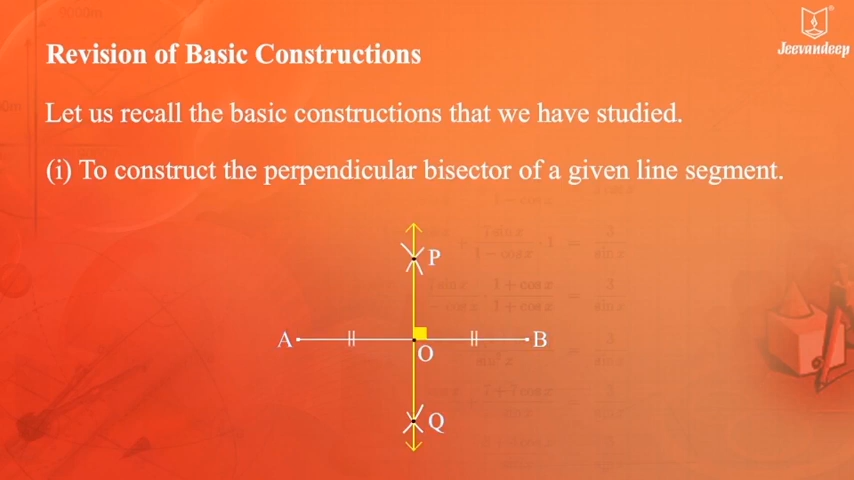 Jeevandeep
Revision of Basic Constructions
Let us recall the basic constructions that we have studied.
(i) To construct the perpendicular bisector of a given line segment.
P
A
B
O
Q